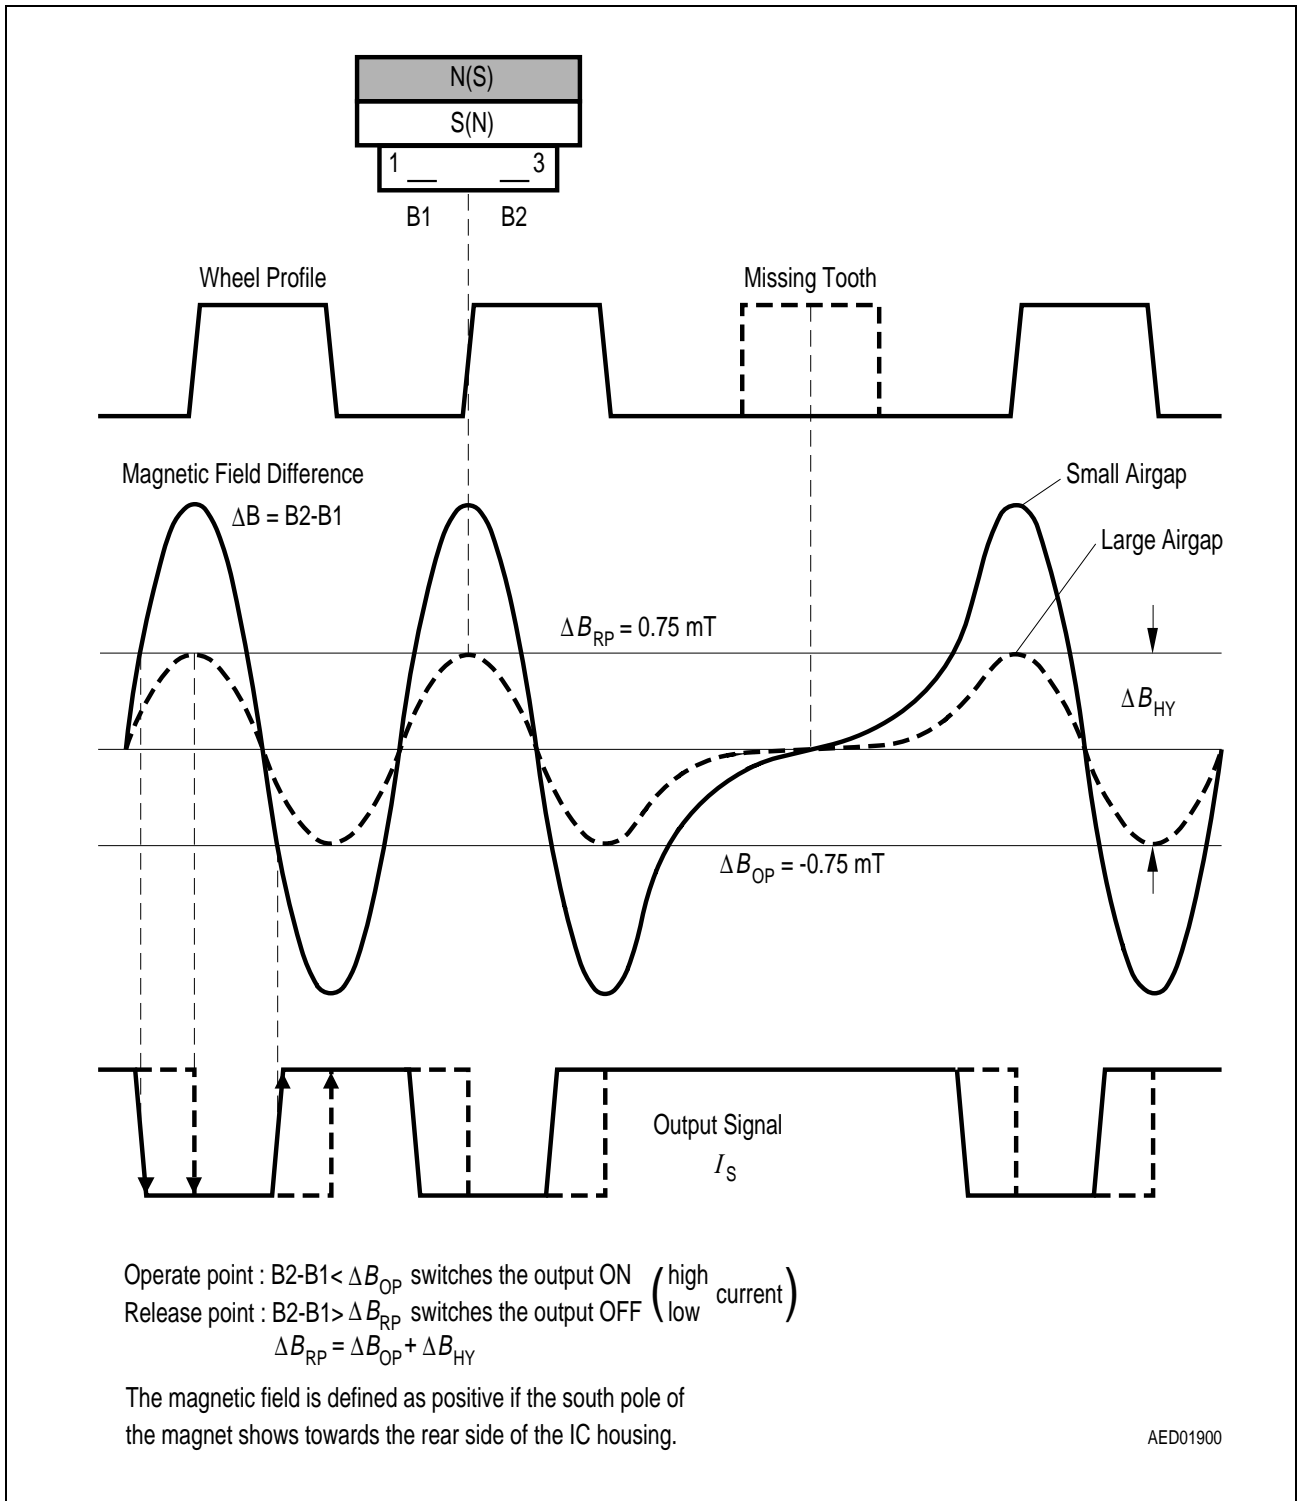 N(S)
S(N)
1 3
B1 B2
Wheel Profile
Missing Tooth
Magnetic Field Difference
ΔB = B2-B1
Small Airgap
Large Airgap
ΔB_RP = 0.75 mT
ΔB_HY
ΔB_OP = -0.75 mT
Output Signal
I_S
Operate point : B2-B1< ΔB_OP switches the output ON (high current)
Release point : B2-B1> ΔB_RP switches the output OFF (low current)
ΔB_RP = ΔB_OP + ΔB_HY
The magnetic field is defined as positive if the south pole of
the magnet shows towards the rear side of the IC housing.
AED01900